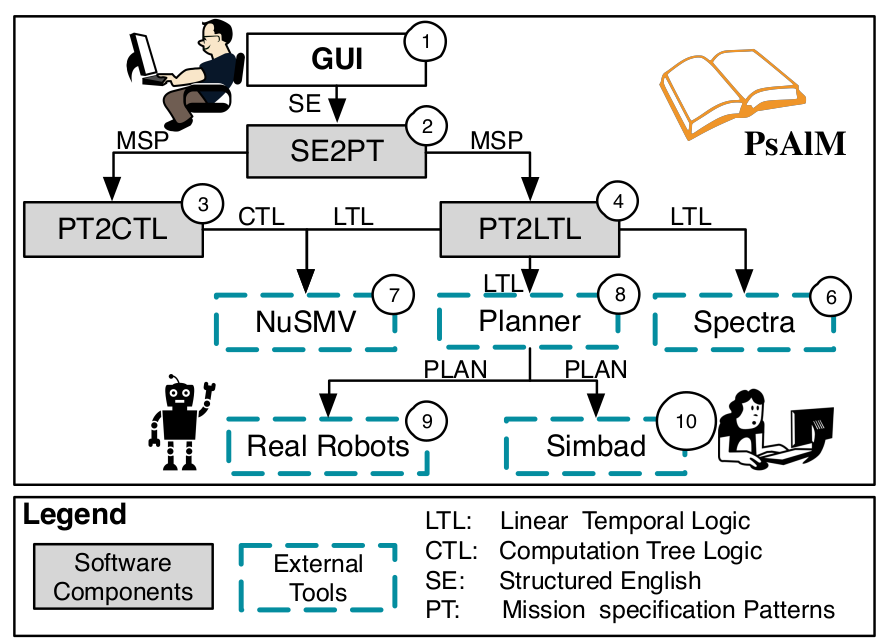 GUI
1
SE
SE2PT
2
PsAlM
MSP
MSP
PT2CTL
3
CTL
LTL
PT2LTL
4
LTL
LTL
NuSMV
7
Planner
8
Spectra
6
PLAN
PLAN
Real Robots
9
Simbad
10
Legend
Software
Components
External
Tools
LTL: Linear Temporal Logic
CTL: Computation Tree Logic
SE: Structured English
PT: Mission specification Patterns